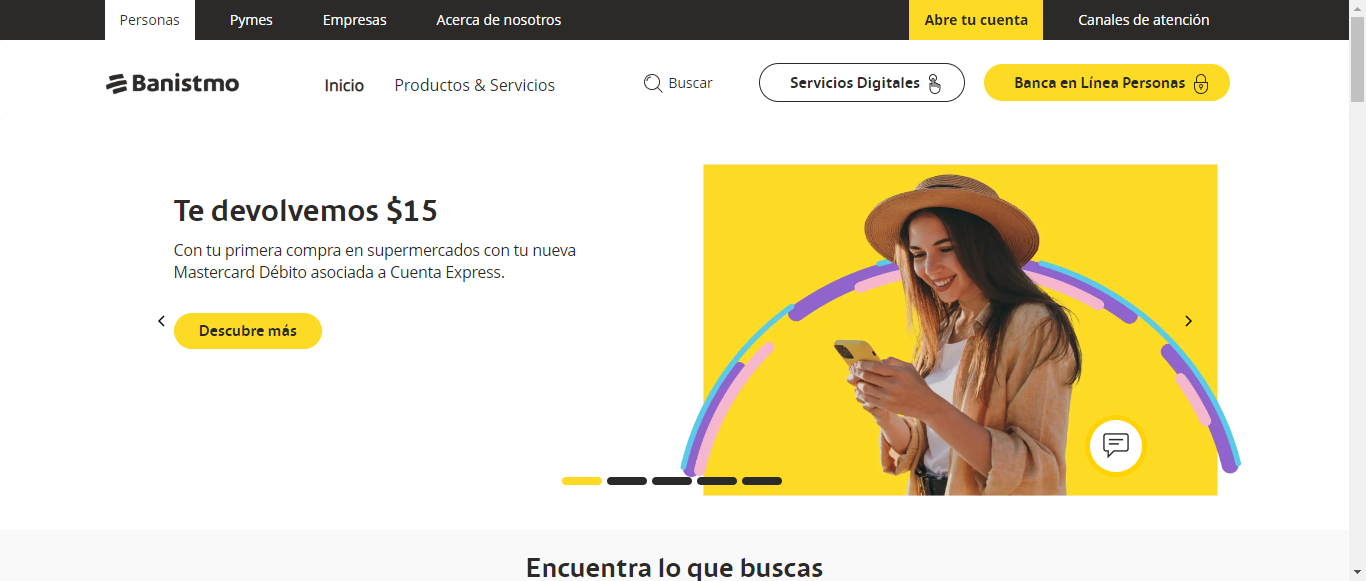 Personas
Pymes
Empresas
Acerca de nosotros
Abre tu cuenta
Canales de atención
Banistmo
Inicio
Productos & Servicios
Buscar
Servicios Digitales
Banca en Línea Personas
Te devolvemos $15
Con tu primera compra en supermercados con tu nueva
Mastercard Débito asociada a Cuenta Express.
Descubre más
Encuentra lo que buscas